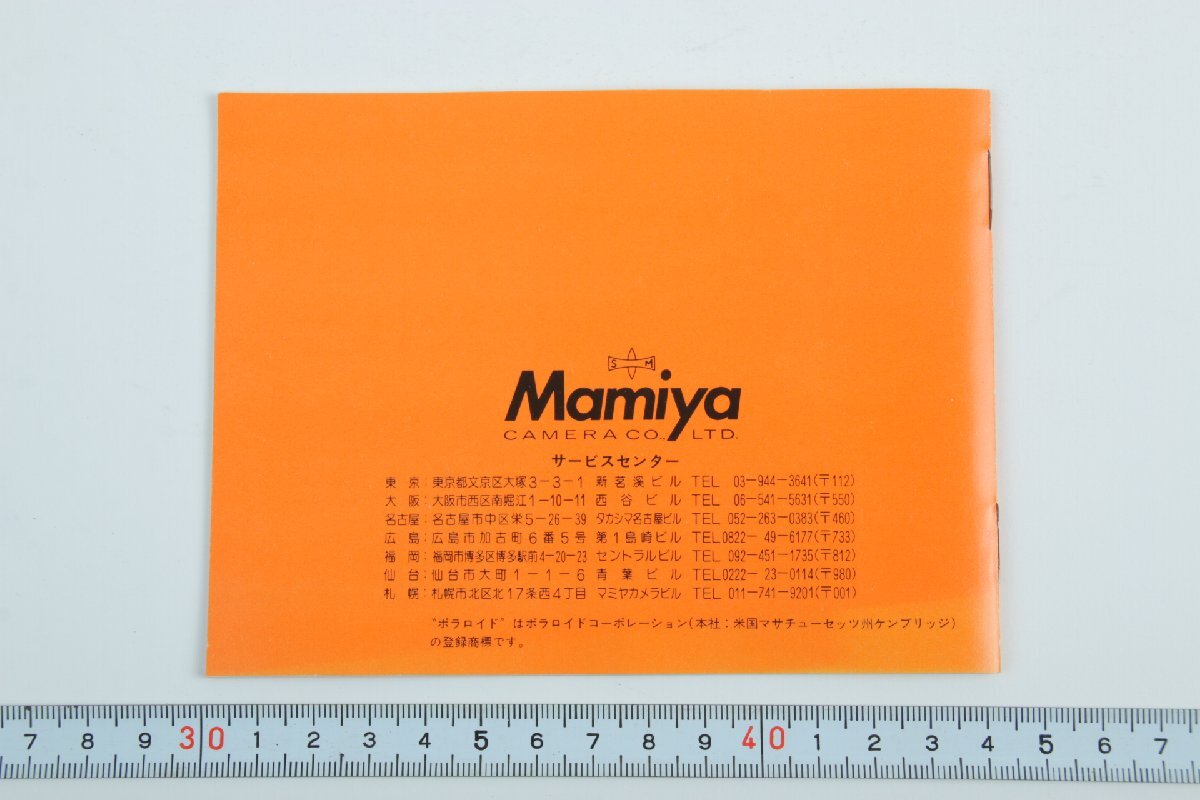 S M
Mamiya
CAMERA CO., LTD.
サービスセンター
東 京：東京都文京区大塚3-3-1 新茗溪ビル TEL 03-944-3641(〒112)
大 阪：大阪市西区南堀江1-10-11 西谷ビル TEL 06-541-5631(〒550)
名古屋：名古屋市中区栄5-26-39 タカシマ名古屋ビル TEL 052-263-0383(〒460)
広 島：広島市加古町6番5号 第1島崎ビル TEL0822-49-6177(〒733)
福 岡：福岡市博多区博多駅前4-20-23 セントラルビル TEL 092-451-1735(〒812)
仙 台：仙台市大町1-1-6 青葉ビル TEL0222-23-0114(〒980)
札 幌：札幌市北区北17条西4丁目 マミヤカメラビル TEL 011-741-9201(〒001)
"ポラロイド"はポラロイドコーポレーション(本社：米国マサチューセッツ州ケンブリッジ)
の登録商標です。
7 8 9 30 1 2 3 4 5 6 7 8 9 40 1 2 3 4 5 6 7